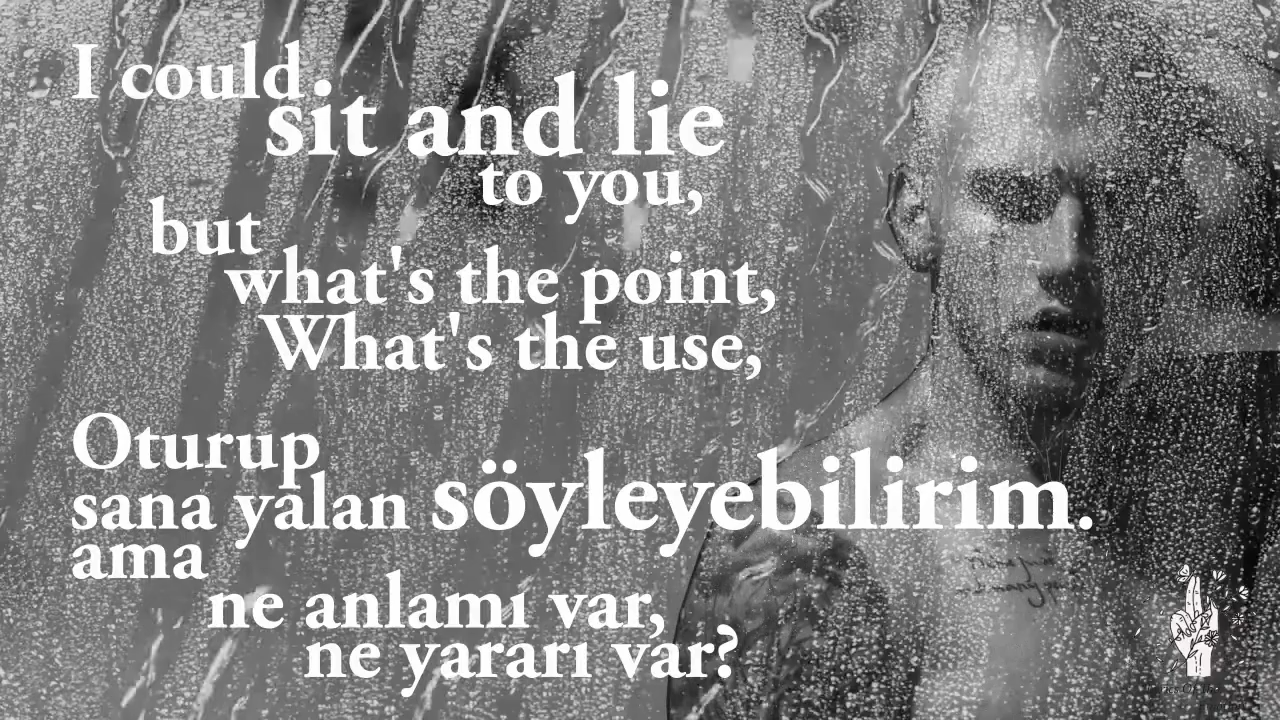 I could
sit and lie
to you,
but
what's the point,
What's the use,
Oturup
sana yalan söyleyebilirim.
ama
ne anlamı var,
ne yararı var?